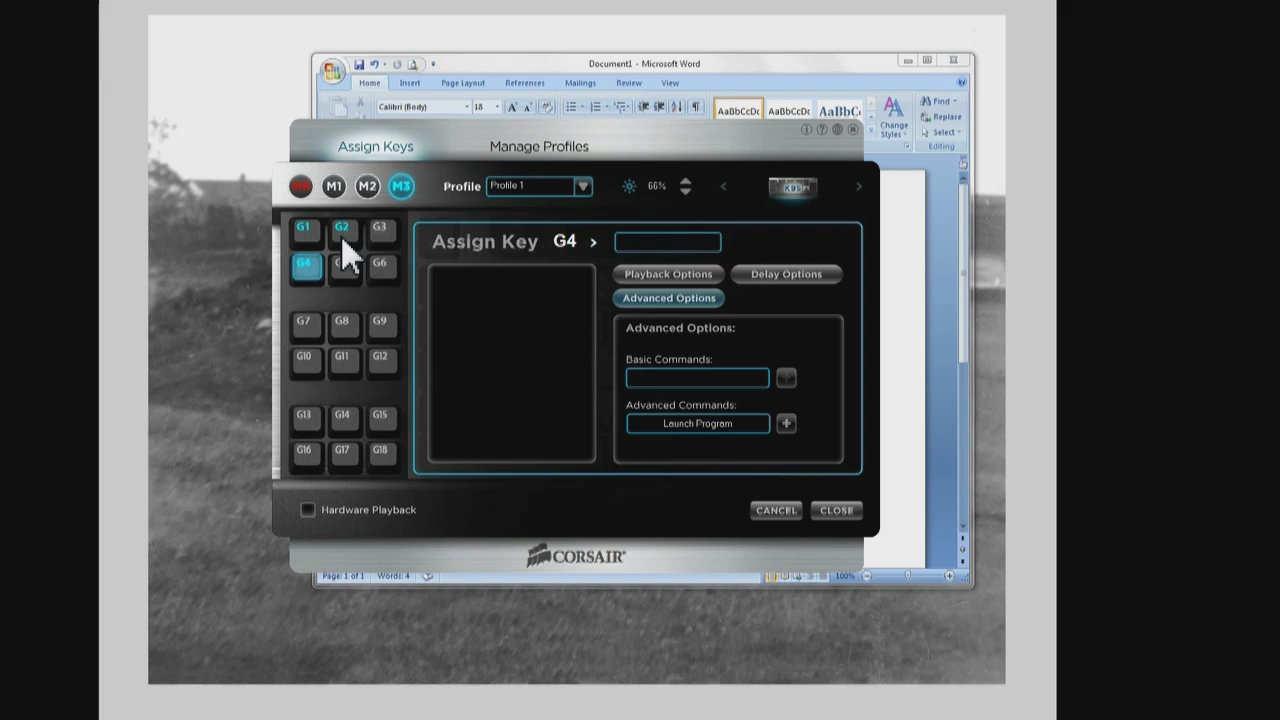 Document1 - Microsoft Word
Home Insert Page Layout References Mailings Review View
Calibri (Body) 18 AaBbCcDc AaBbCcDc AaBbC
Change Styles
Find
Replace
Select
Editing
Assign Keys Manage Profiles
M1 M2 M3 Profile Profile 1 66% K95
G1 G2 G3
G4 G6
G7 G8 G9
G10 G11 G12
G13 G14 G15
G16 G17 G18
Assign Key G4 >
Playback Options Delay Options
Advanced Options
Advanced Options:
Basic Commands:
Advanced Commands:
Launch Program
Hardware Playback CANCEL CLOSE
CORSAIR
Page: 1 of 1 Words: 4 100%